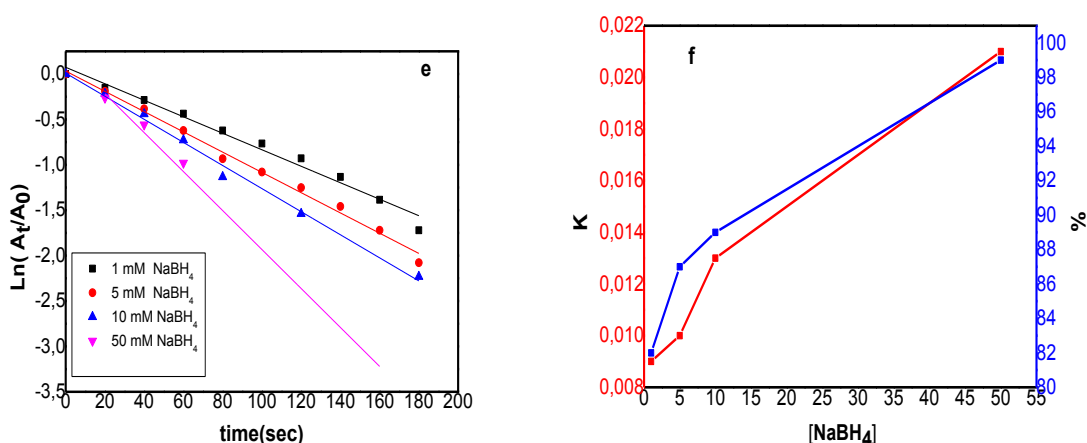 e
0,0
-0,5
-1,0
-1,5
-2,0
-2,5
-3,0
-3,5
Ln( At/A0)
1 mM NaBH4
5 mM NaBH4
10 mM NaBH4
50 mM NaBH4
0 20 40 60 80 100 120 140 160 180 200
time(sec)
f
0,022
0,020
0,018
0,016
0,014
0,012
0,010
0,008
K
100
98
96
94
92
90
88
86
84
82
80
%
0 5 10 15 20 25 30 35 40 45 50 55
[NaBH4]